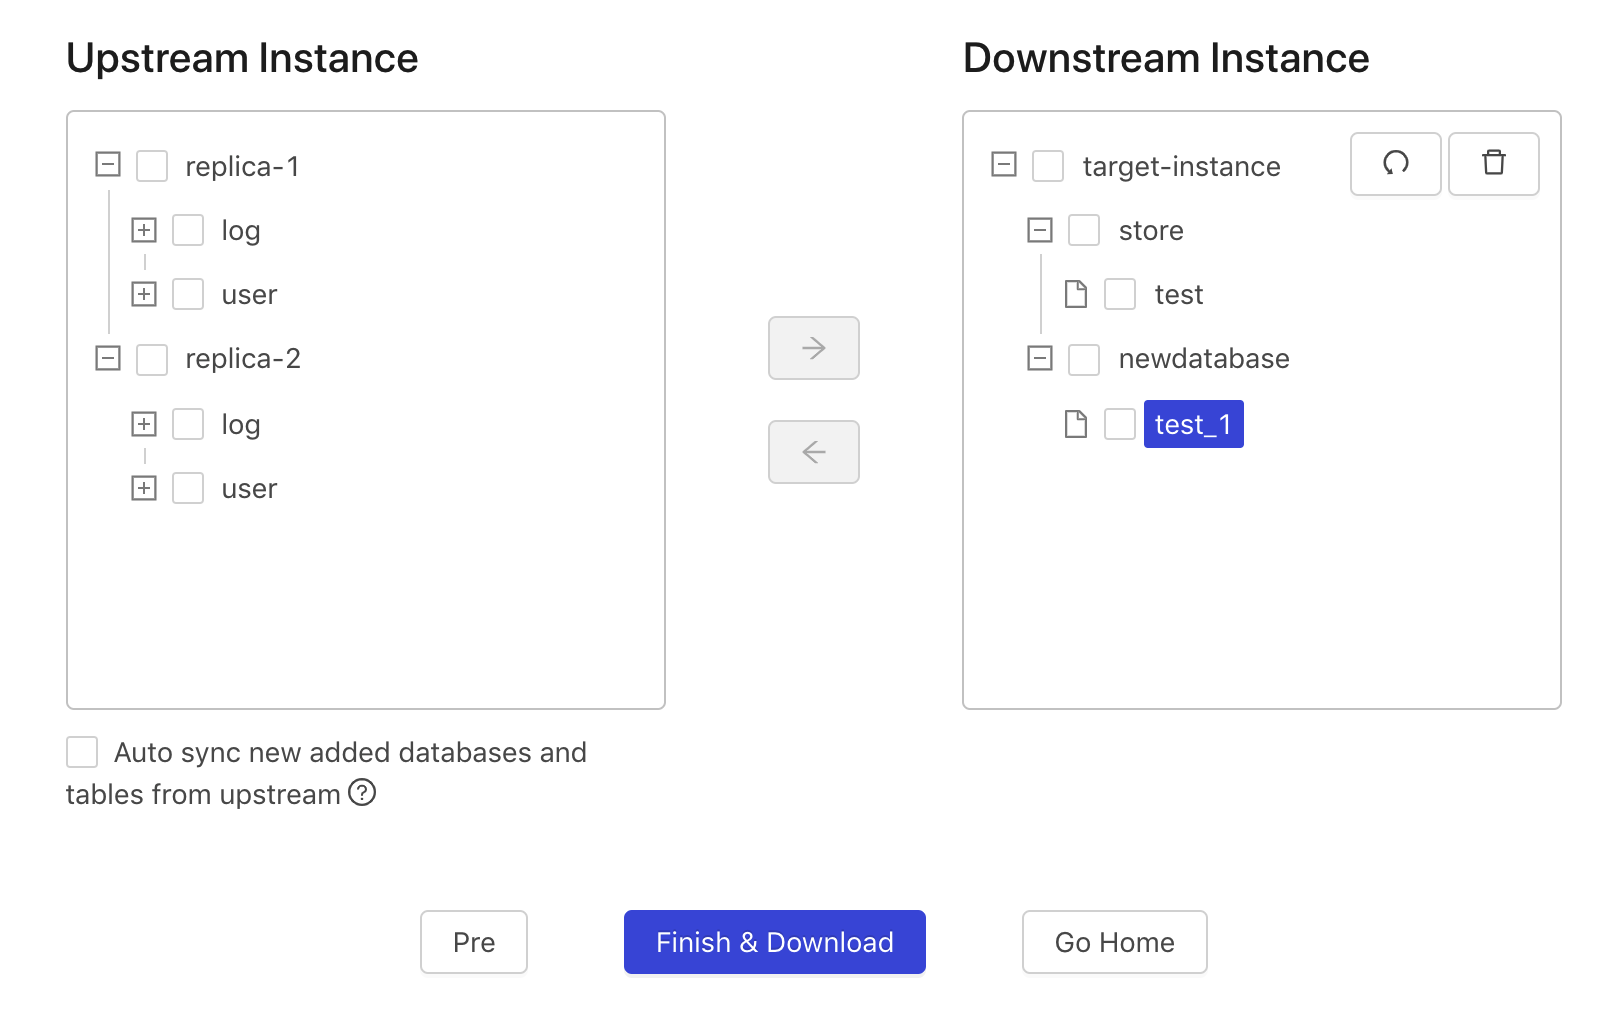 Upstream Instance
replica-1
log
user
replica-2
log
user
Auto sync new added databases and
tables from upstream
Downstream Instance
target-instance
store
test
newdatabase
test_1
Pre
Finish & Download
Go Home